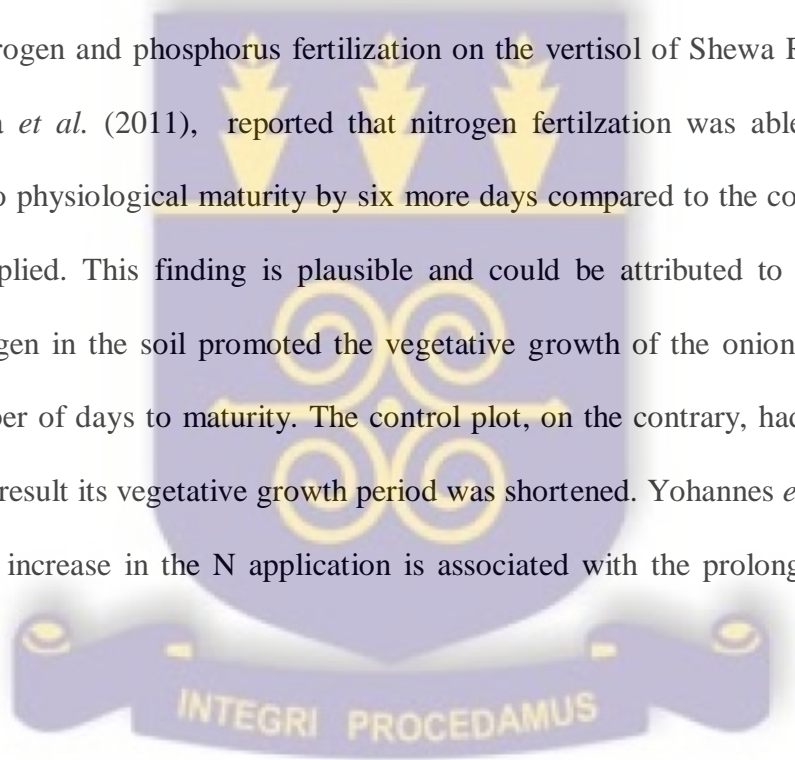 rogen and phosphorus fertilization on the vertisol of Shewa
et al. (2011), reported that nitrogen fertilzation was able
physiological maturity by six more days compared to the co
plied. This finding is plausible and could be attributed to
gen in the soil promoted the vegetative growth of the onion
ber of days to maturity. The control plot, on the contrary, had
result its vegetative growth period was shortened. Yohannes e
increase in the N application is associated with the prolong
INTEGRI PROCEDAMUS